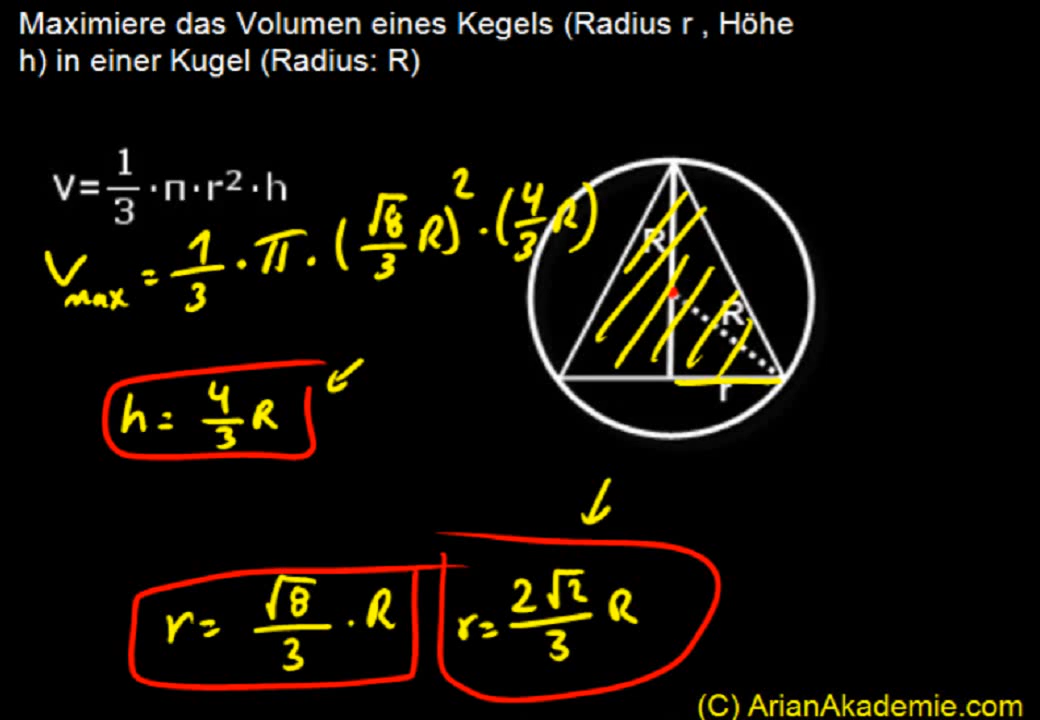 Maximiere das Volumen eines Kegels (Radius r , Höhe
h) in einer Kugel (Radius: R)
V=1/3·π·r²·h
V max = 1/3 · π · (√8/3 R)² · (4/3 R)
R
R
r
h = 4/3 R
r = √8/3 · R
r = 2√2/3 R
(C) ArianAkademie.com